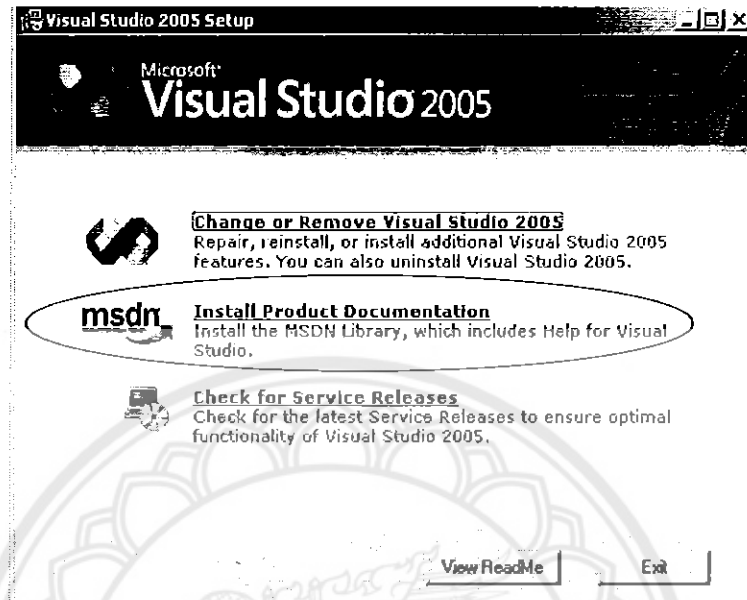 Visual Studio 2005 Setup
Microsoft
Visual Studio 2005
Change or Remove Visual Studio 2005
Repair, reinstall, or install additional Visual Studio 2005
features. You can also uninstall Visual Studio 2005.
msdn
Install Product Documentation
Install the MSDN Library, which includes Help for Visual
Studio.
Check for Service Releases
Check for the latest Service Releases to ensure optimal
functionality of Visual Studio 2005.
View ReadMe
Exit